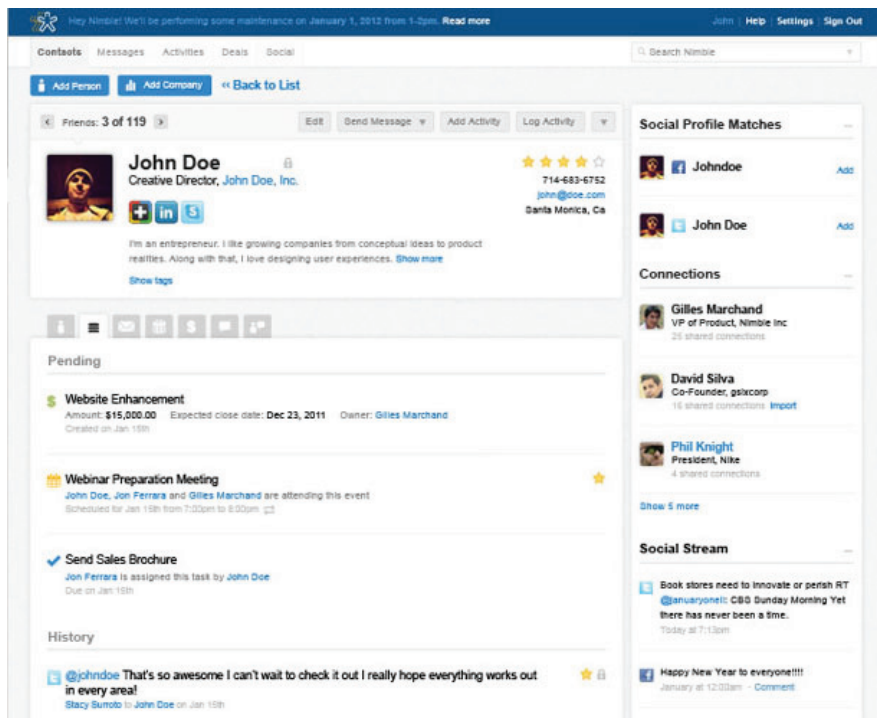 Hey Nimble! We'll be performing some maintenance on January 1, 2012 from 1-2pm. Read more
John | Help | Settings | Sign Out
Contacts Messages Activities Deals Social
Search Nimble
Add Person Add Company « Back to List
Friends: 3 of 119
Edit Send Message Add Activity Log Activity
John Doe
Creative Director, John Doe, Inc.
in S
714-683-6752
john@doe.com
Santa Monica, Ca
I'm an entrepreneur. I like growing companies from conceptual ideas to product
realities. Along with that, I love designing user experiences. Show more
Show tags
Pending
$ Website Enhancement
Amount: $15,000.00 Expected close date: Dec 23, 2011 Owner: Gilles Marchand
Created on Jan 15th
Webinar Preparation Meeting
John Doe, Jon Ferrara and Gilles Marchand are attending this event
Scheduled for Jan 15th from 7:00pm to 8:00pm
Send Sales Brochure
Jon Ferrara is assigned this task by John Doe
Due on Jan 15th
History
@johndoe That's so awesome I can't wait to check it out I really hope everything works out
in every area!
Stacy Surroto to John Doe on Jan 15th
Social Profile Matches
Johndoe Add
John Doe Add
Connections
Gilles Marchand
VP of Product, Nimble Inc
25 shared connections
David Silva
Co-Founder, gsixcorp
16 shared connections Import
Phil Knight
President, Nike
4 shared connections
Show 5 more
Social Stream
Book stores need to innovate or perish RT
@januaryoneil: CBS Sunday Morning Yet
there has never been a time.
Today at 7:13pm
Happy New Year to everyone!!!!
January at 12:00am - Comment